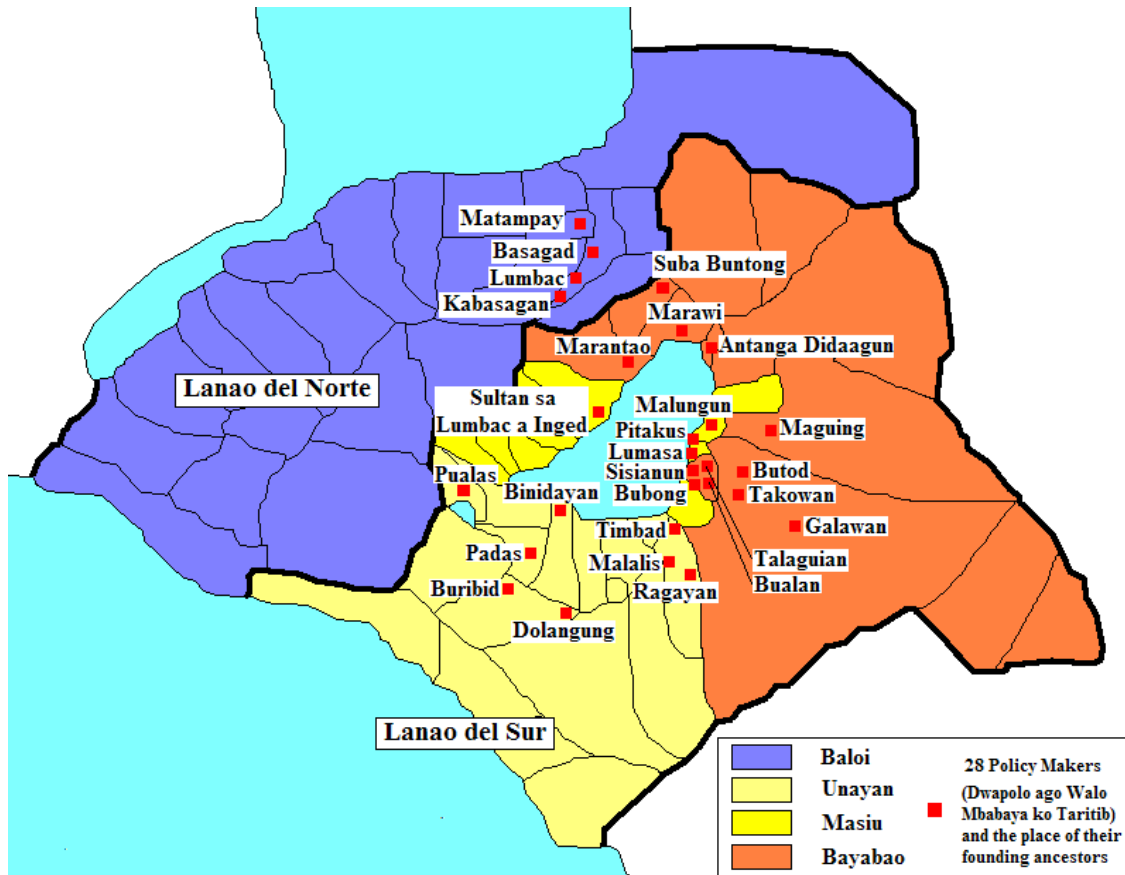 Matampay
Basagad
Lumbac
Kabasagan
Suba Buntong
Marawi
Marantao
Antanga Didaagun
Lanao del Norte
Sultan sa
Lumbac a Inged
Malungun
Pitakus
Maguing
Lumasa
Sisianun
Butod
Pualas
Binidayan
Bubong
Takowan
Timbad
Galawan
Padas
Malalis
Talaguian
Buribid
Ragayan
Bualan
Dolangung
Lanao del Sur
Baloi
Unayan
Masiu
Bayabao
28 Policy Makers
(Dwapolo ago Walo
Mbabaya ko Taritib)
and the place of their
founding ancestors